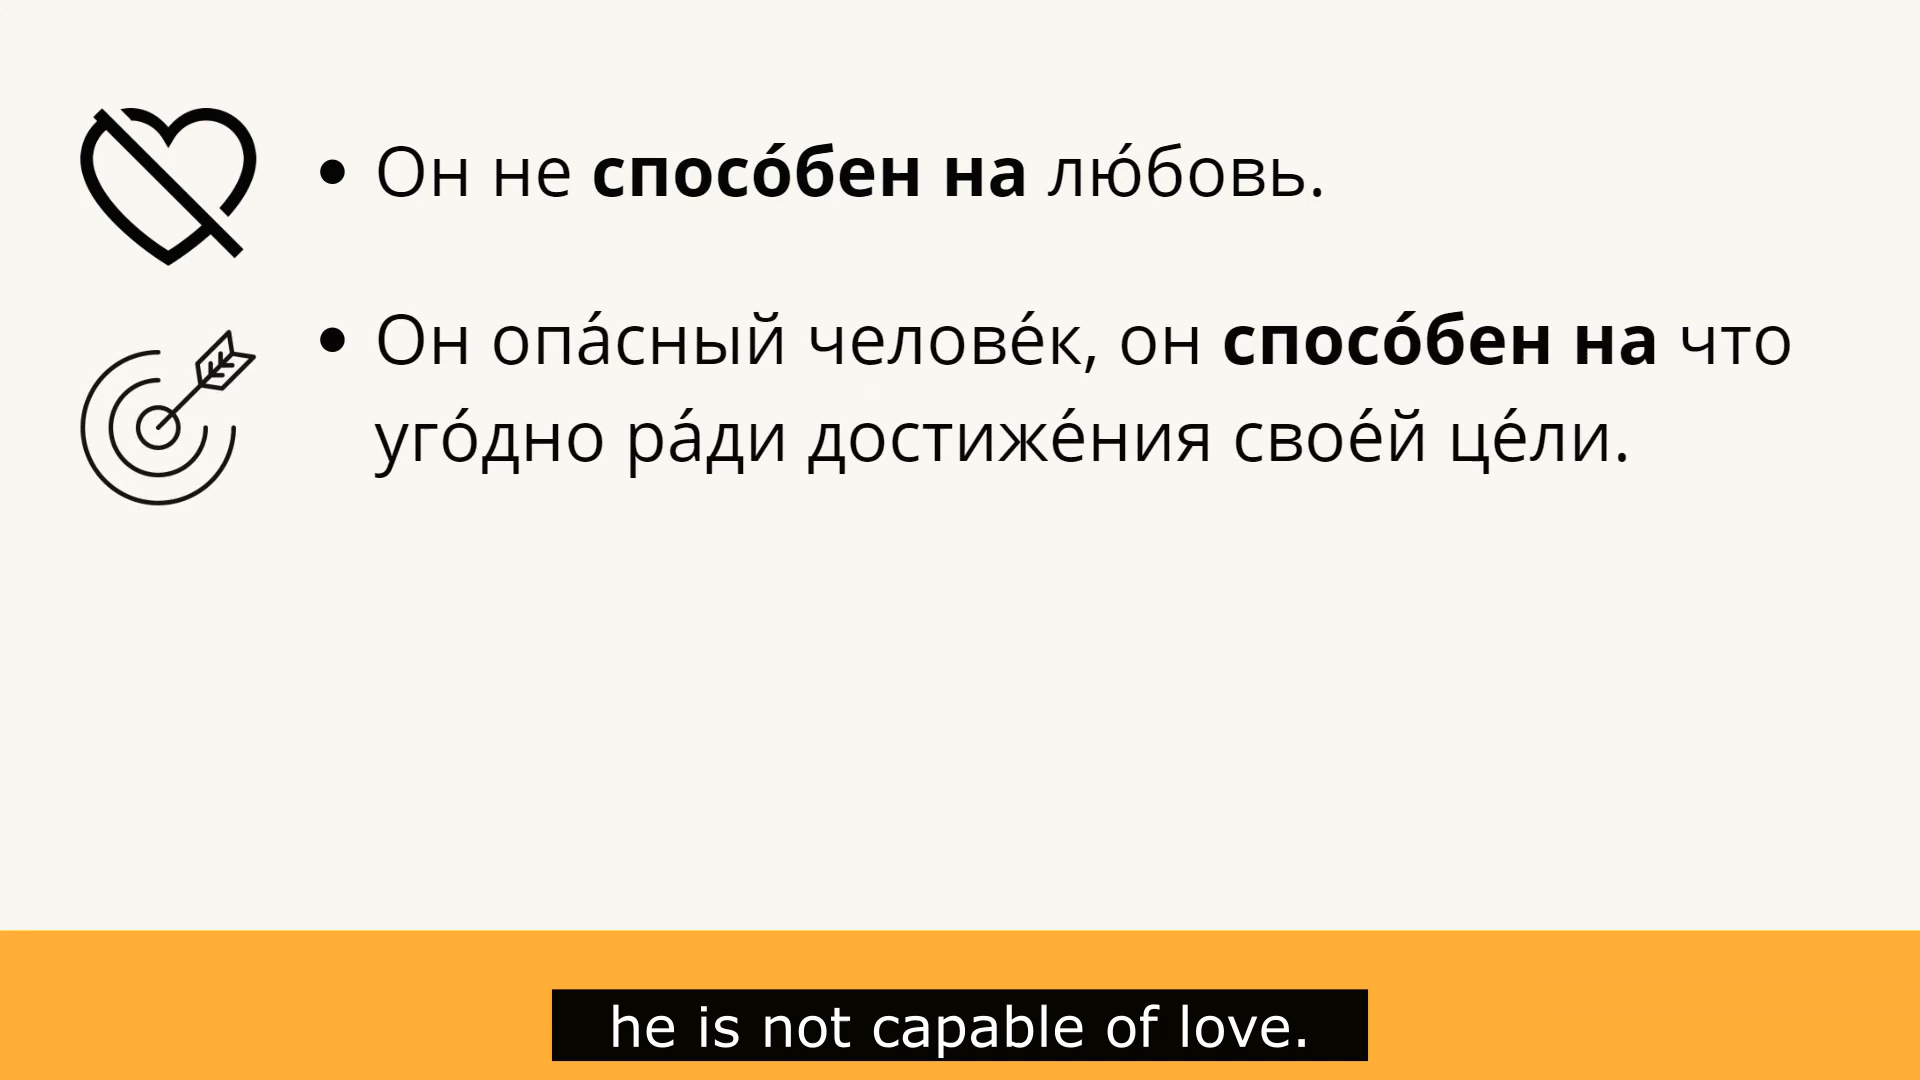 • Он не спосо́бен на лю́бовь.
• Он опа́сный челове́к, он спосо́бен на что
уго́дно ра́ди достиже́ния свое́й це́ли.
he is not capable of love.